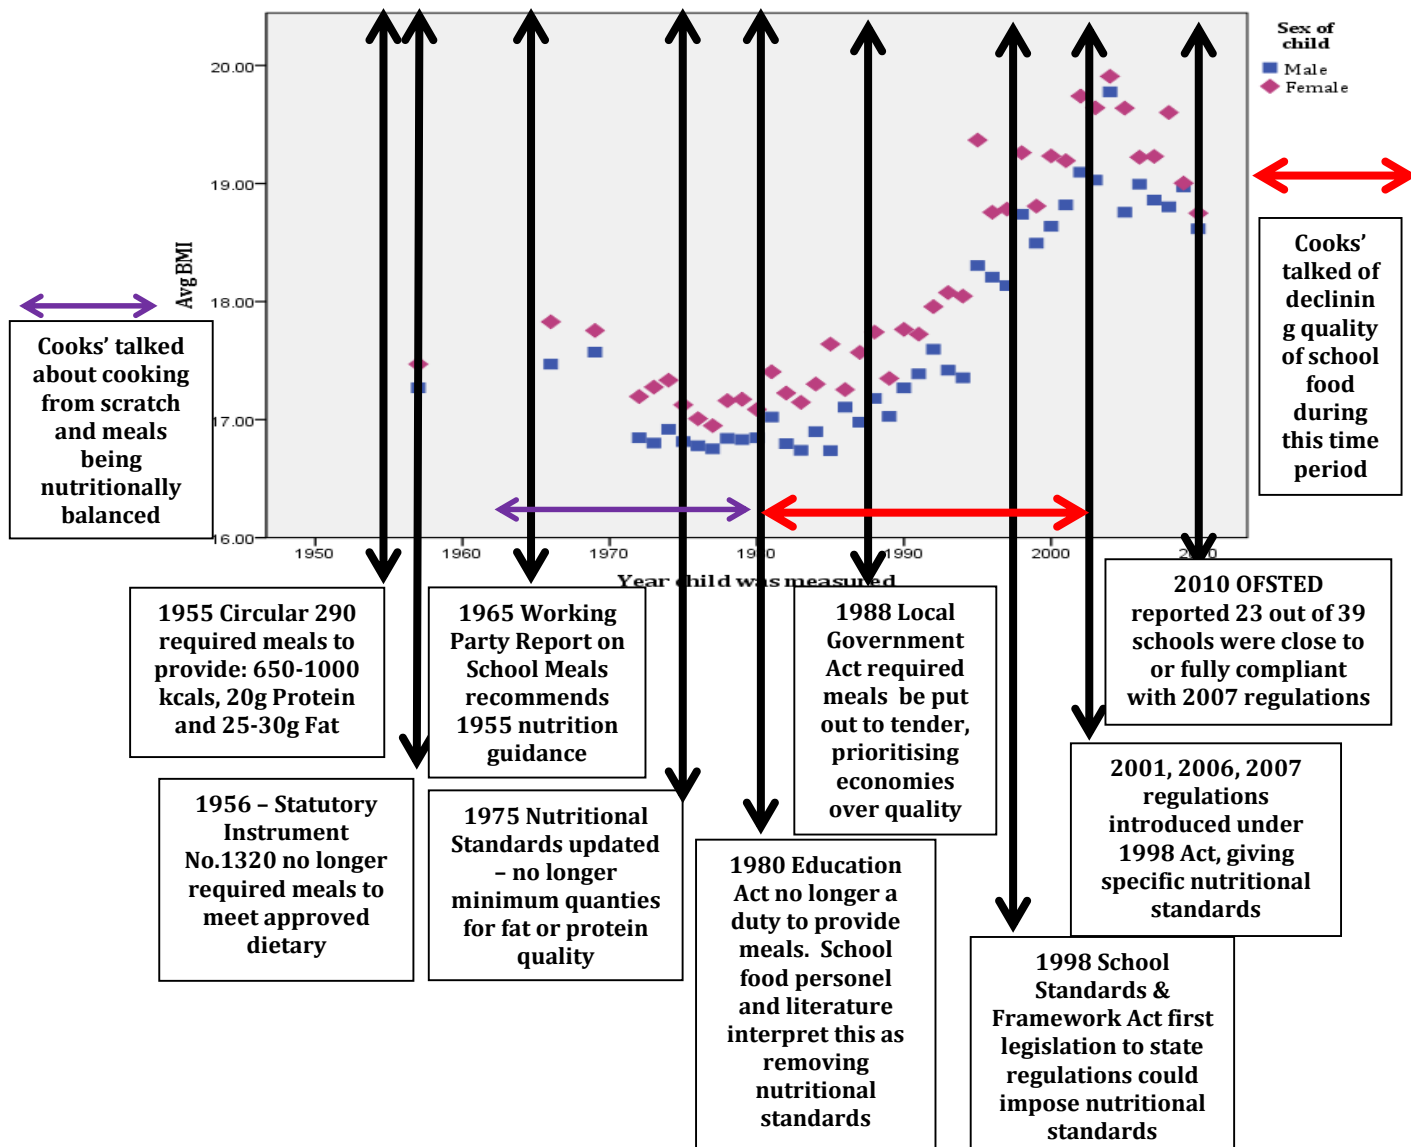 Sex of
child
Male
Female
20.00
19.00
18.00
17.00
16.00
Avg BMI
1950
1960
1970
1980
1990
2000
2010
Year child was measured
Cooks' talked
about cooking
from scratch
and meals
being
nutritionally
balanced
Cooks'
talked of
declinin
g quality
of school
food
during
this time
period
1955 Circular 290
required meals to
provide: 650-1000
kcals, 20g Protein
and 25-30g Fat
1956 – Statutory
Instrument
No.1320 no longer
required meals to
meet approved
dietary
1965 Working
Party Report on
School Meals
recommends
1955 nutrition
guidance
1975 Nutritional
Standards updated
– no longer
minimum quanties
for fat or protein
quality
1980 Education
Act no longer a
duty to provide
meals. School
food personel
and literature
interpret this as
removing
nutritional
standards
1988 Local
Government
Act required
meals be put
out to tender,
prioritising
economies
over quality
1998 School
Standards &
Framework Act first
legislation to state
regulations could
impose nutritional
standards
2001, 2006, 2007
regulations
introduced under
1998 Act, giving
specific nutritional
standards
2010 OFSTED
reported 23 out of 39
schools were close to
or fully compliant
with 2007 regulations